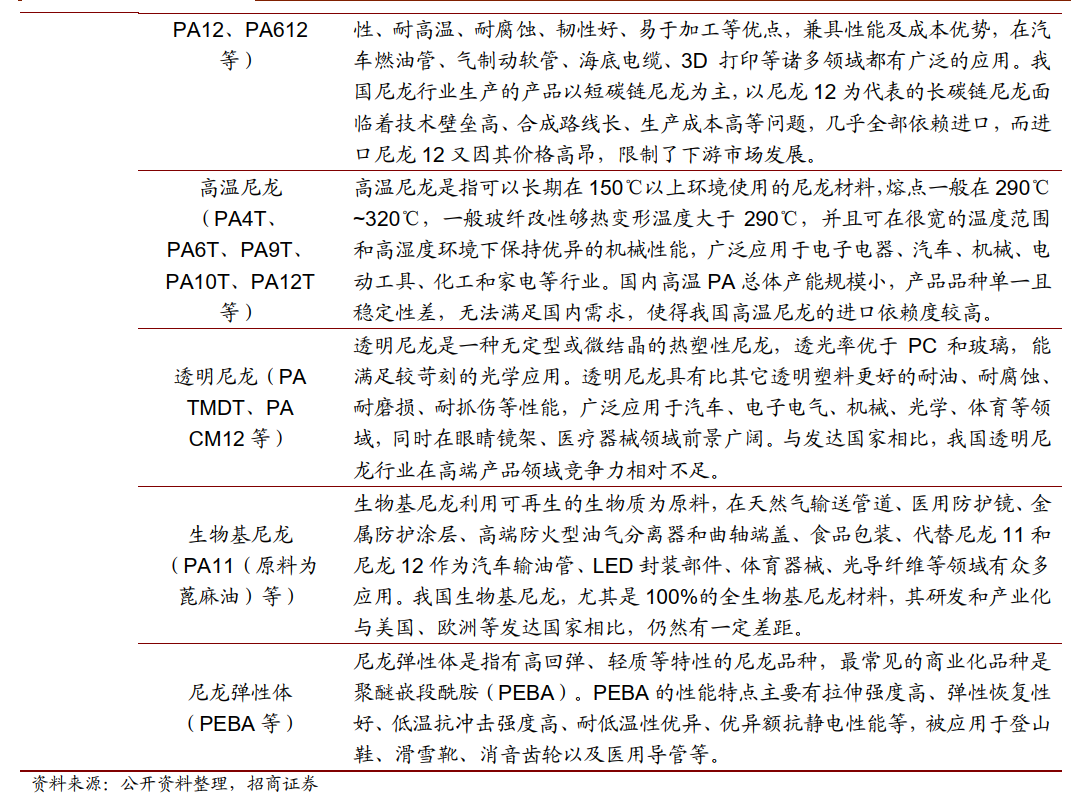 PA12、PA612
等）
性、耐高温、耐腐蚀、韧性好、易于加工等优点，兼具性能及成本优势，在汽
车燃油管、气制动软管、海底电缆、3D 打印等诸多领域都有广泛的应用。我
国尼龙行业生产的产品以短碳链尼龙为主，以尼龙 12 为代表的长碳链尼龙面
临着技术壁垒高、合成路线长、生产成本高等问题，几乎全部依赖进口，而进
口尼龙 12 又因其价格高昂，限制了下游市场发展。
高温尼龙
（PA4T、
PA6T、PA9T、
PA10T、PA12T
等）
高温尼龙是指可以长期在 150℃以上环境使用的尼龙材料，熔点一般在 290℃
~320℃，一般玻纤改性够热变形温度大于 290℃，并且可在很宽的温度范围
和高湿度环境下保持优异的机械性能，广泛应用于电子电器、汽车、机械、电
动工具、化工和家电等行业。国内高温 PA 总体产能规模小，产品品种单一且
稳定性差，无法满足国内需求，使得我国高温尼龙的进口依赖度较高。
透明尼龙（PA
TMDT、PA
CM12 等）
透明尼龙是一种无定型或微结晶的热塑性尼龙，透光率优于 PC 和玻璃，能
满足较苛刻的光学应用。透明尼龙具有比其它透明塑料更好的耐油、耐腐蚀、
耐磨损、耐抓伤等性能，广泛应用于汽车、电子电气、机械、光学、体育等领
域，同时在眼睛镜架、医疗器械领域前景广阔。与发达国家相比，我国透明尼
龙行业在高端产品领域竞争力相对不足。
生物基尼龙
（PA11（原料为
蓖麻油）等）
生物基尼龙利用可再生的生物质为原料，在天然气输送管道、医用防护镜、金
属防护涂层、高端防火型油气分离器和曲轴端盖、食品包装、代替尼龙 11 和
尼龙 12 作为汽车输油管、LED 封装部件、体育器械、光导纤维等领域有众多
应用。我国生物基尼龙，尤其是 100%的全生物基尼龙材料，其研发和产业化
与美国、欧洲等发达国家相比，仍然有一定差距。
尼龙弹性体
（PEBA 等）
尼龙弹性体是指有高回弹、轻质等特性的尼龙品种，最常见的商业化品种是
聚醚嵌段酰胺（PEBA）。PEBA 的性能特点主要有拉伸强度高、弹性恢复性
好、低温抗冲击强度高、耐低温性优异、优异额抗静电性能等，被应用于登山
鞋、滑雪靴、消音齿轮以及医用导管等。
资料来源：公开资料整理，招商证券